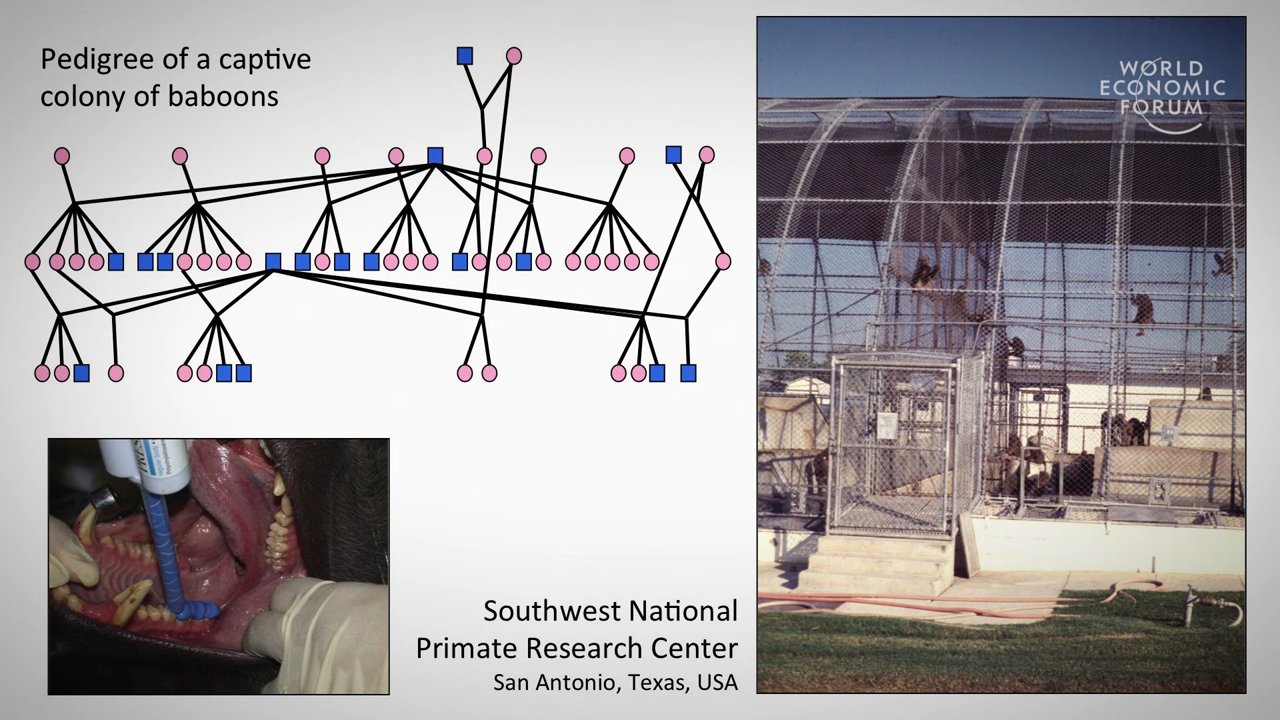 Pedigree of a captive
colony of baboons
WORLD
ECONOMIC
FORUM
Southwest National
Primate Research Center
San Antonio, Texas, USA